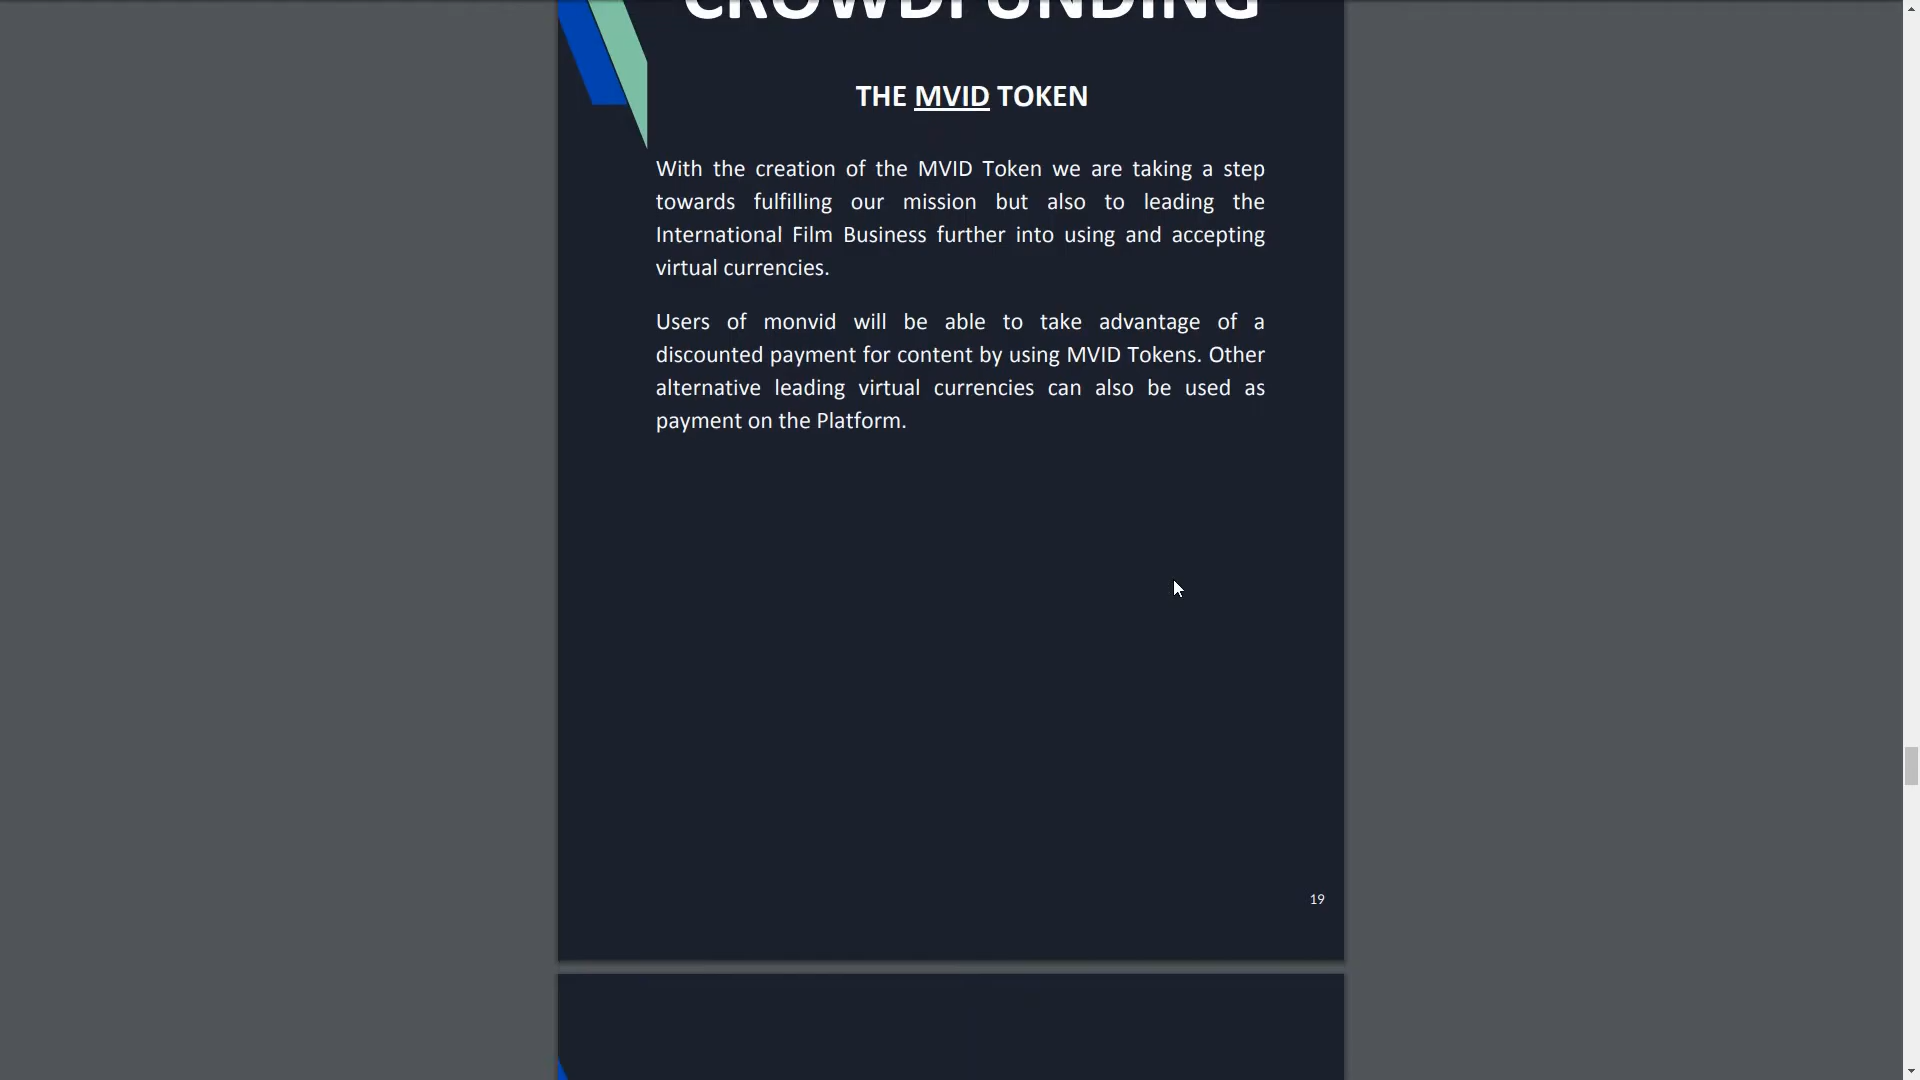 CROWDFUNDING
THE MVID TOKEN
With the creation of the MVID Token we are taking a step
towards fulfilling our mission but also to leading the
International Film Business further into using and accepting
virtual currencies.
Users of monvid will be able to take advantage of a
discounted payment for content by using MVID Tokens. Other
alternative leading virtual currencies can also be used as
payment on the Platform.
19